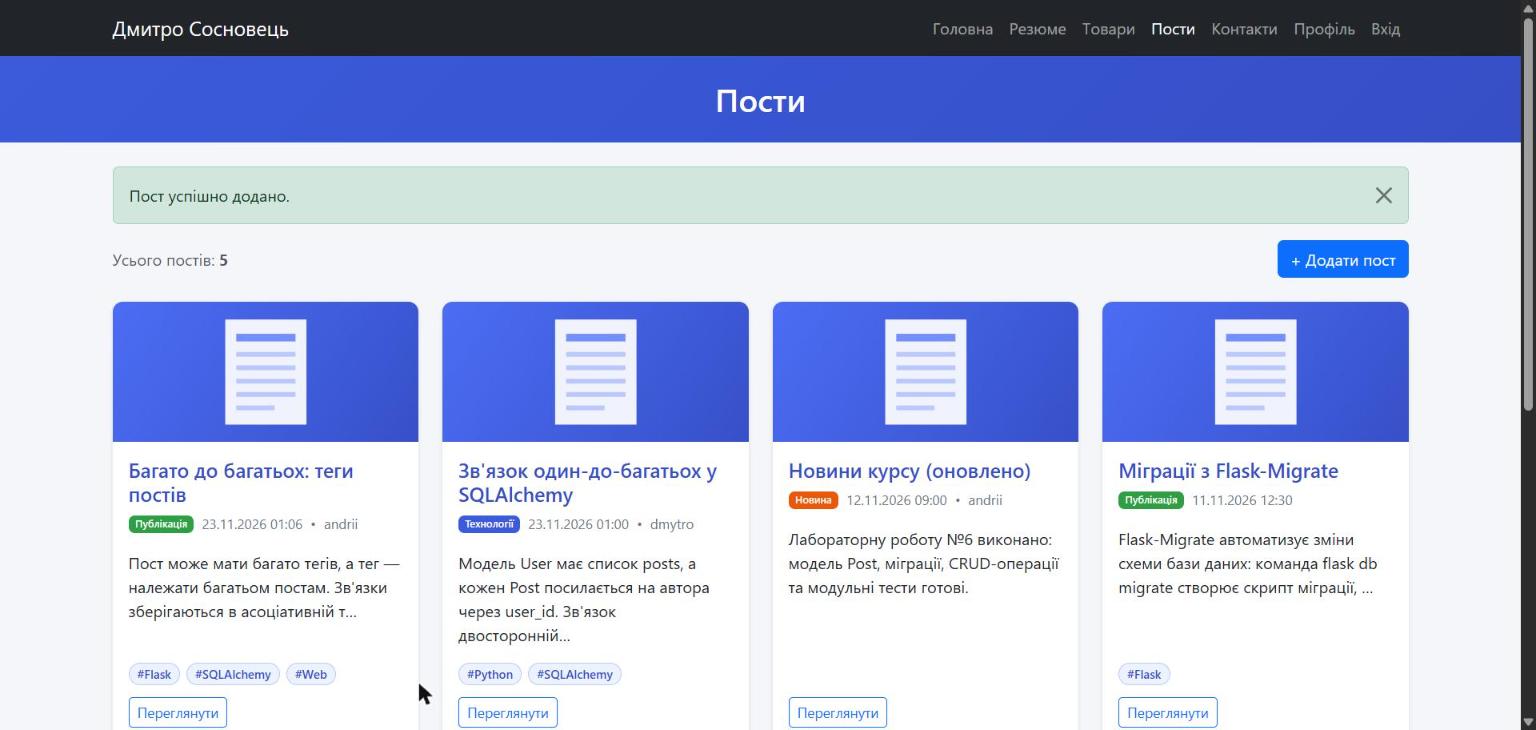 Дмитро Сосновець
Головна Резюме Товари Пости Контакти Профіль Вхід
Пости
Пост успішно додано.
Усього постів: 5
+ Додати пост
Багато до багатьох: теги
постів
Публікація 23.11.2026 01:06 • andrii
Пост може мати багато тегів, а тег —
належати багатьом постам. Зв'язки
зберігаються в асоціативній т...
#Flask #SQLAlchemy #Web
Переглянути
Зв'язок один-до-багатьох у
SQLAlchemy
Технології 23.11.2026 01:00 • dmytro
Модель User має список posts, а
кожен Post посилається на автора
через user_id. Зв'язок
двосторонній...
#Python #SQLAlchemy
Переглянути
Новини курсу (оновлено)
Новина 12.11.2026 09:00 • andrii
Лабораторну роботу №6 виконано:
модель Post, міграції, CRUD-операції
та модульні тести готові.
Переглянути
Міграції з Flask-Migrate
Публікація 11.11.2026 12:30
Flask-Migrate автоматизує зміни
схеми бази даних: команда flask db
migrate створює скрипт міграції, ...
#Flask
Переглянути